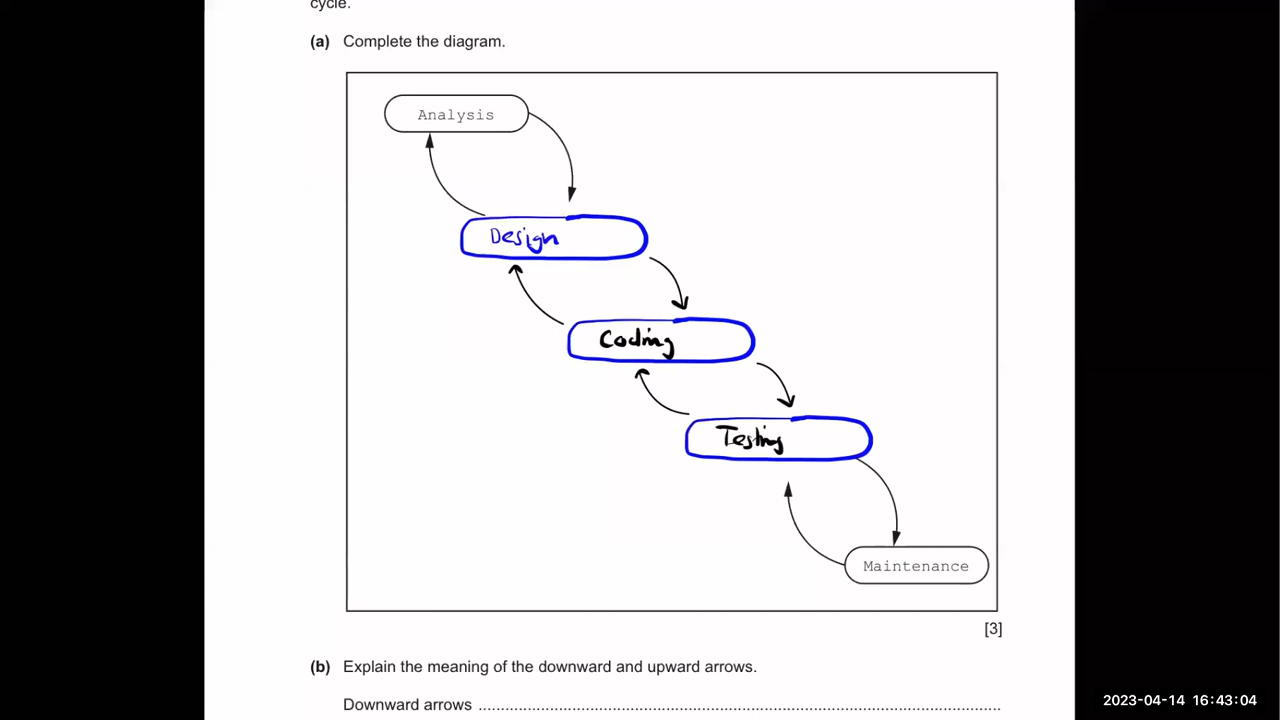 cycle.
(a) Complete the diagram.
Analysis
Design
Coding
Testing
Maintenance
[3]
(b) Explain the meaning of the downward and upward arrows.
Downward arrows ..........................................................................................................
2023-04-14 16:43:04